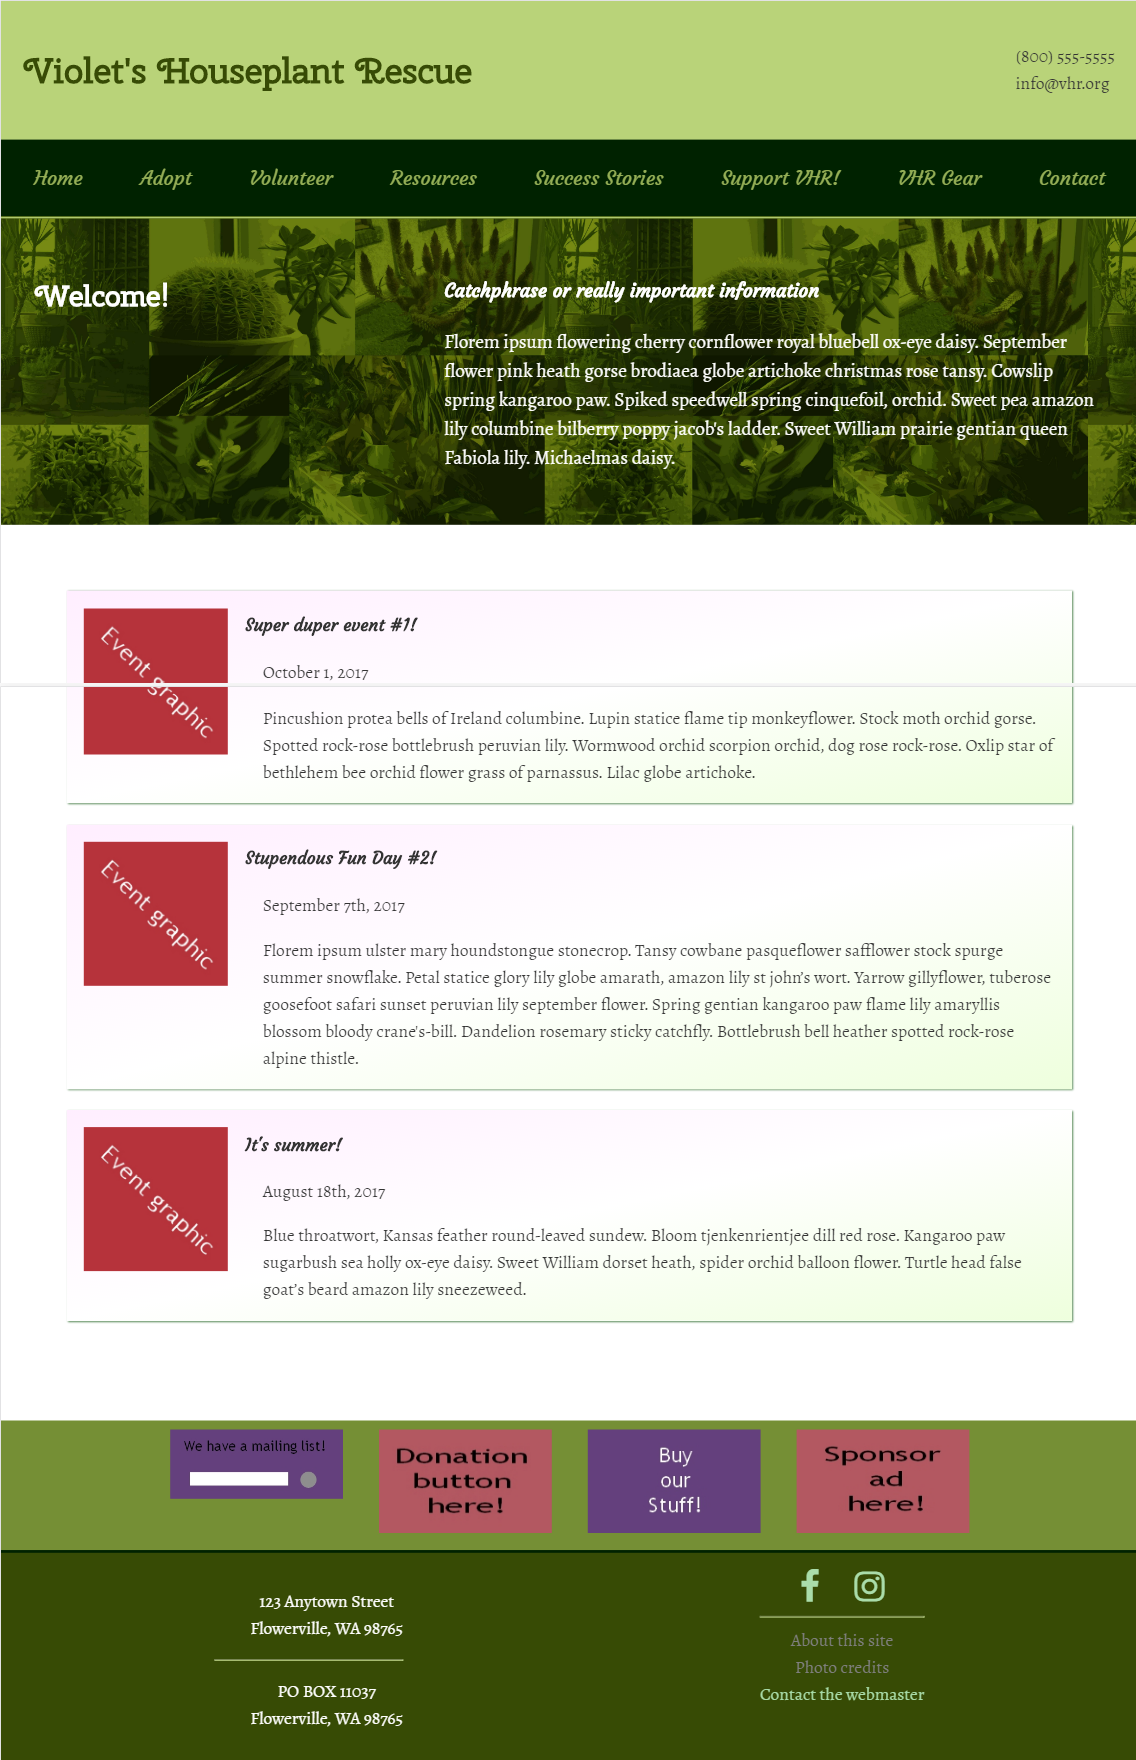 Violet's Houseplant Rescue
(800) 555-5555
info@vhr.org
Home Adopt Volunteer Resources Success Stories Support VHR! VHR Gear Contact
Welcome!
Catchphrase or really important information
Florem ipsum flowering cherry cornflower royal bluebell ox-eye daisy. September
flower pink heath gorse brodiaea globe artichoke christmas rose tansy. Cowslip
spring kangaroo paw. Spiked speedwell spring cinquefoil, orchid. Sweet pea amazon
lily columbine bilberry poppy jacob's ladder. Sweet William prairie gentian queen
Fabiola lily. Michaelmas daisy.
Event graphic
Super duper event #1!
October 1, 2017
Pincushion protea bells of Ireland columbine. Lupin statice flame tip monkeyflower. Stock moth orchid gorse.
Spotted rock-rose bottlebrush peruvian lily. Wormwood orchid scorpion orchid, dog rose rock-rose. Oxlip star of
bethlehem bee orchid flower grass of parnassus. Lilac globe artichoke.
Event graphic
Stupendous Fun Day #2!
September 7th, 2017
Florem ipsum ulster mary houndstongue stonecrop. Tansy cowbane pasqueflower safflower stock spurge
summer snowflake. Petal statice glory lily globe amarath, amazon lily st john's wort. Yarrow gillyflower, tuberose
goosefoot safari sunset peruvian lily september flower. Spring gentian kangaroo paw flame lily amaryllis
blossom bloody crane's-bill. Dandelion rosemary sticky catchfly. Bottlebrush bell heather spotted rock-rose
alpine thistle.
Event graphic
It's summer!
August 18th, 2017
Blue throatwort, Kansas feather round-leaved sundew. Bloom tjenkenrientjee dill red rose. Kangaroo paw
sugarbush sea holly ox-eye daisy. Sweet William dorset heath, spider orchid balloon flower. Turtle head false
goat's beard amazon lily sneezeweed.
We have a mailing list!
Donation
button
here!
Buy
our
Stuff!
Sponsor
ad
here!
123 Anytown Street
Flowerville, WA 98765
PO BOX 11037
Flowerville, WA 98765
About this site
Photo credits
Contact the webmaster